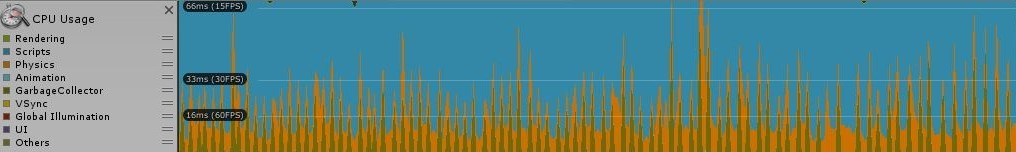 CPU Usage
Rendering
Scripts
Physics
Animation
GarbageCollector
VSync
Global Illumination
UI
Others
66ms (15FPS)
33ms (30FPS)
16ms (60FPS)